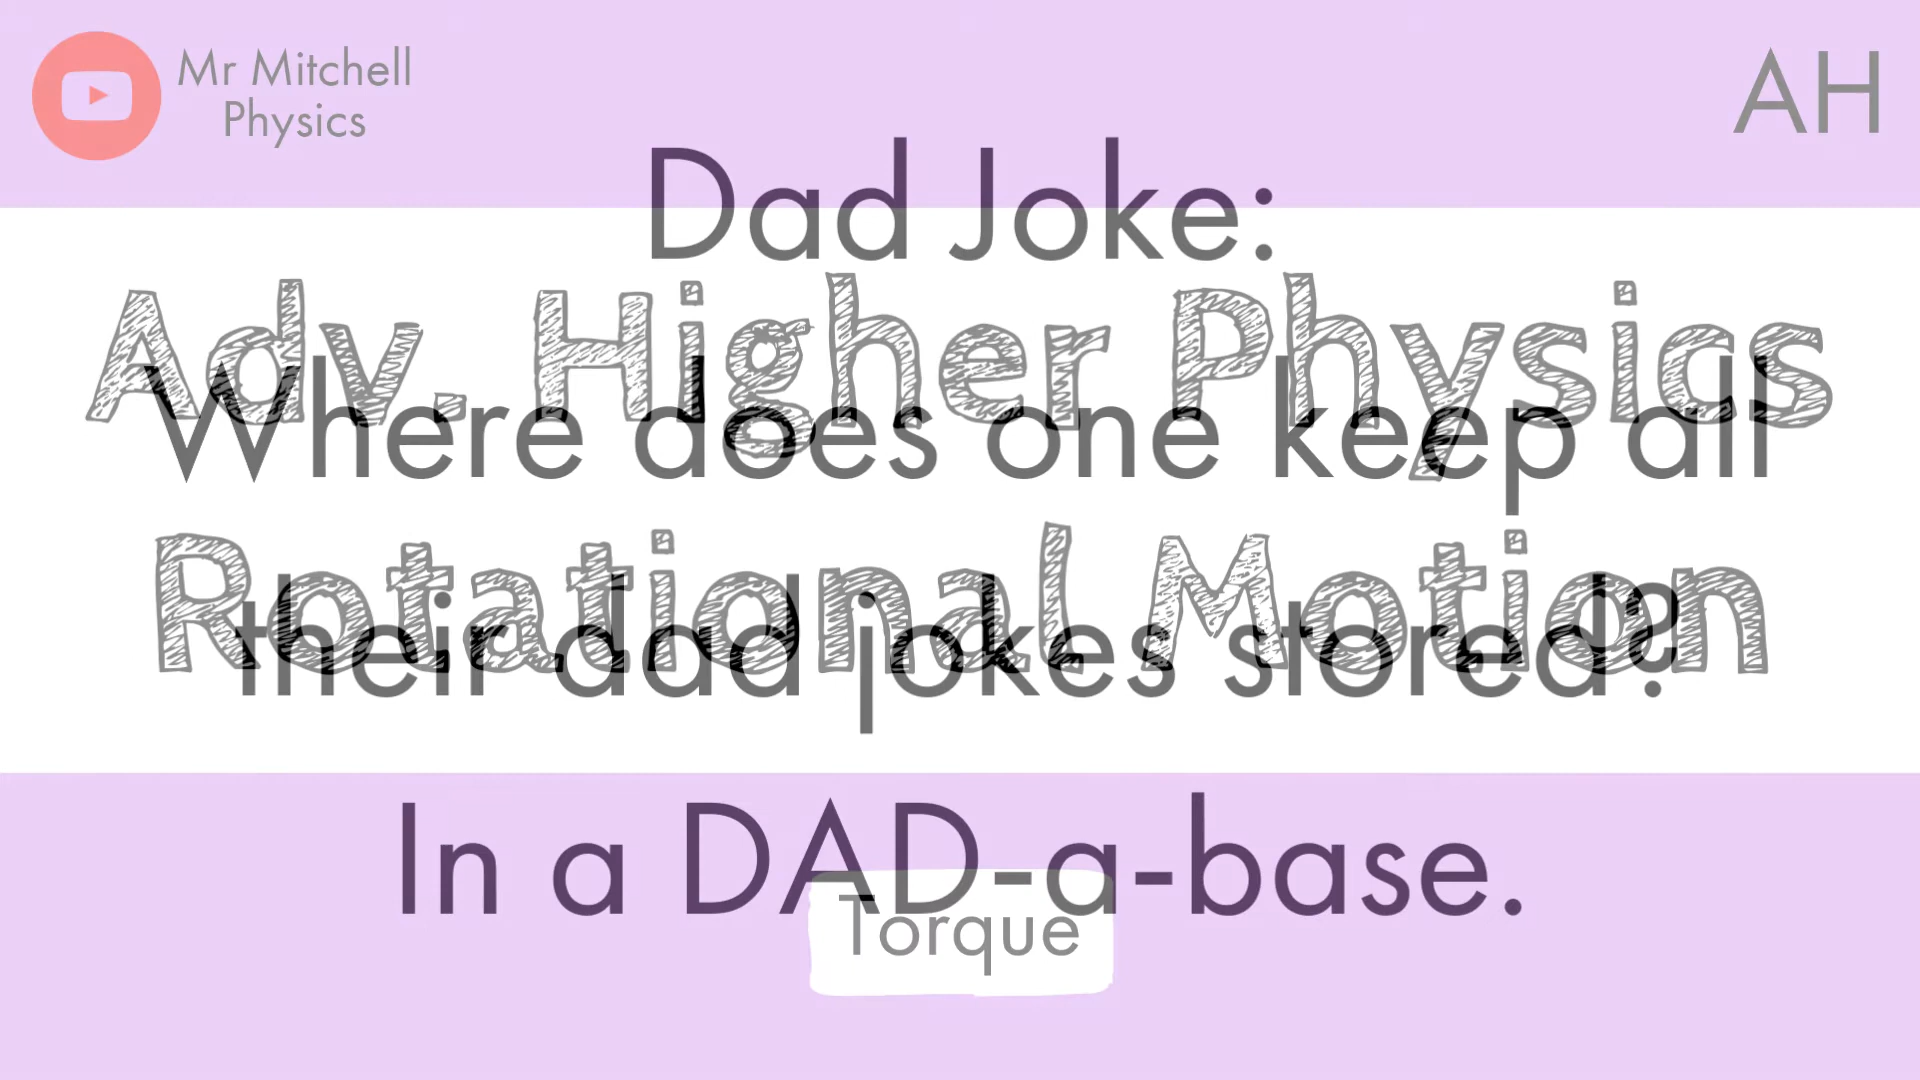 Mr Mitchell
Physics
AH
Dad Joke:
Adv. Higher Physics
Where does one keep all
Rotational Motion
their dad jokes stored?
In a DAD-a-base.
Torque